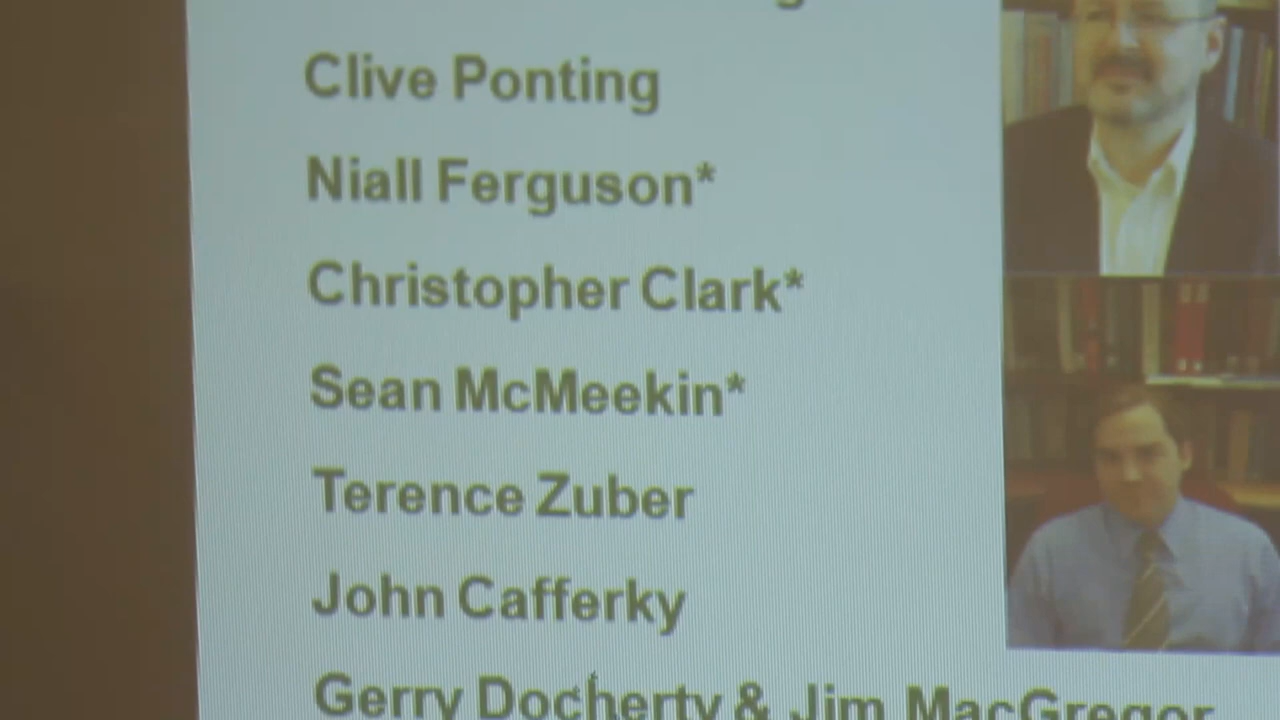 Clive Ponting
Niall Ferguson*
Christopher Clark*
Sean McMeekin*
Terence Zuber
John Cafferky
Gerry Docherty & Jim MacGregor